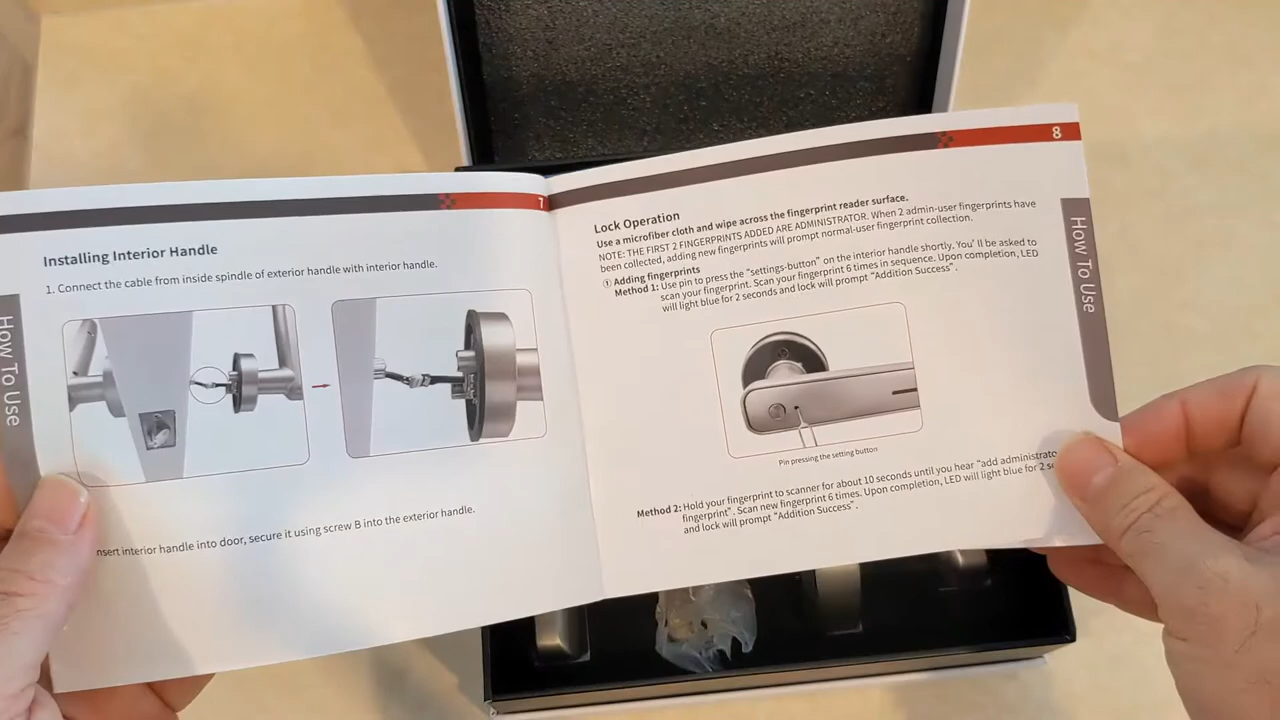 7
How To Use
Installing Interior Handle
1. Connect the cable from inside spindle of exterior handle with interior handle.
nsert interior handle into door, secure it using screw B into the exterior handle.
8
How To Use
Lock Operation
Use a microfiber cloth and wipe across the fingerprint reader surface.
NOTE: THE FIRST 2 FINGERPRINTS ADDED ARE ADMINISTRATOR. When 2 admin-user fingerprints have
been collected, adding new fingerprints will prompt normal-user fingerprint collection.
① Adding fingerprints
Method 1: Use pin to press the "settings-button" on the interior handle shortly. You' ll be asked to
scan your fingerprint. Scan your fingerprint 6 times in sequence. Upon completion, LED
will light blue for 2 seconds and lock will prompt "Addition Success".
Pin pressing the setting button
Method 2: Hold your fingerprint to scanner for about 10 seconds until you hear "add administrato
fingerprint". Scan new fingerprint 6 times. Upon completion, LED will light blue for 2 se
and lock will prompt "Addition Success".